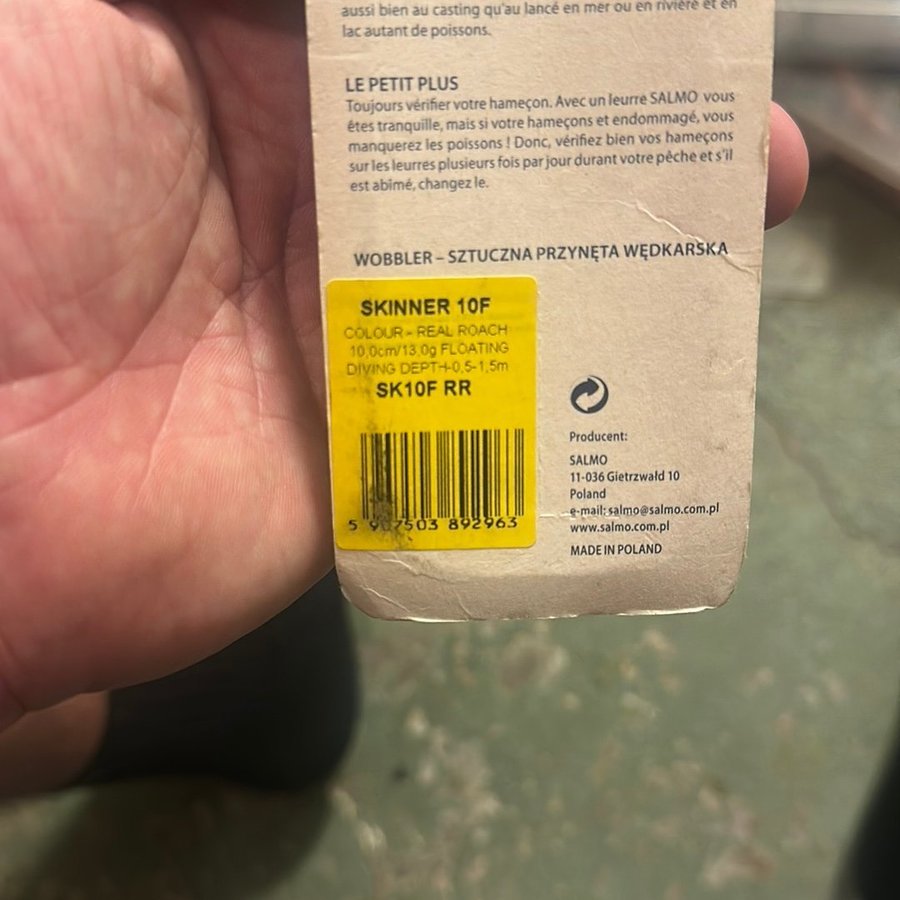 aussi bien au casting qu'au lancé en mer ou en rivière et en
lac autant de poissons.
LE PETIT PLUS
Toujours vérifier votre hameçon. Avec un leurre SALMO vous
êtes tranquille, mais si votre hameçons et endommagé, vous
manquerez les poissons ! Donc, vérifiez bien vos hameçons
sur les leurres plusieurs fois par jour durant votre pêche et s'il
est abîmé, changez le.
WOBBLER – SZTUCZNA PRZYNĘTA WĘDKARSKA
SKINNER 10F
COLOUR - REAL ROACH
10,0cm/13,0g FLOATING
DIVING DEPTH-0,5-1,5m
SK10F RR
5 907503 892963
Producent:
SALMO
11-036 Gietrzwałd 10
Poland
e-mail: salmo@salmo.com.pl
www.salmo.com.pl
MADE IN POLAND